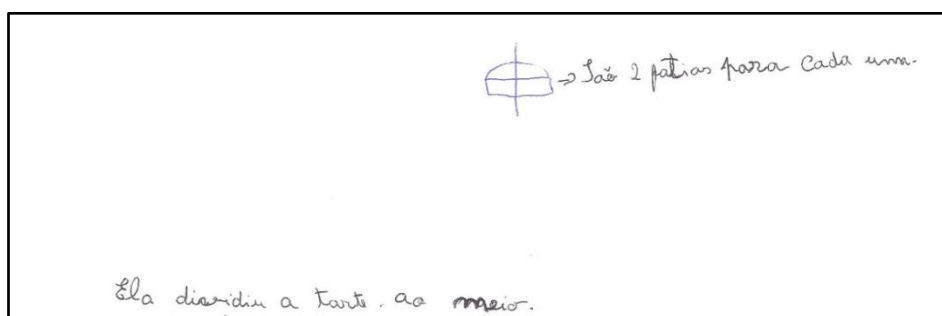 ⇒ São 2 fatias para cada uma.
Ela dividiu a tarte. ao meio.